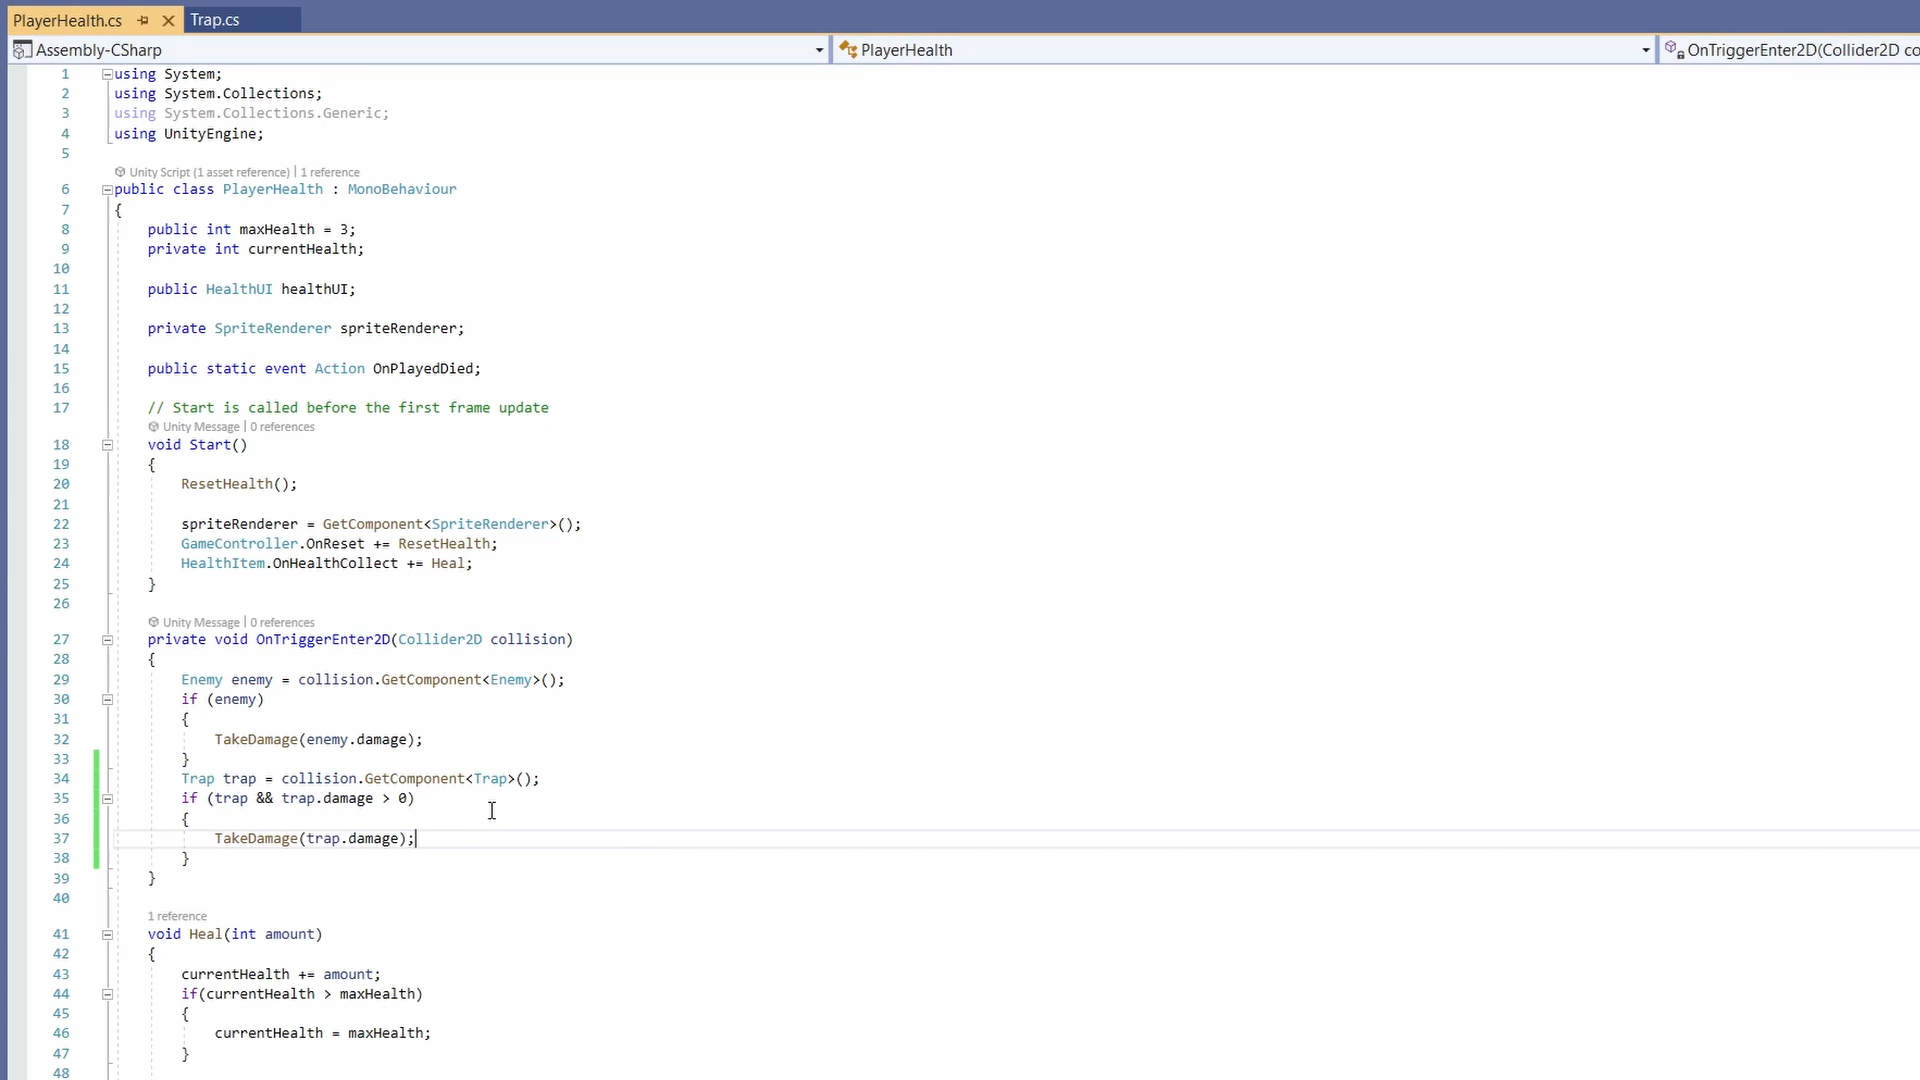 PlayerHealth.cs
Trap.cs
Assembly-CSharp
PlayerHealth
OnTriggerEnter2D(Collider2D co
1 using System;
2 using System.Collections;
3 using System.Collections.Generic;
4 using UnityEngine;
5
Unity Script (1 asset reference) | 1 reference
6 public class PlayerHealth : MonoBehaviour
7 {
8 public int maxHealth = 3;
9 private int currentHealth;
10
11 public HealthUI healthUI;
12
13 private SpriteRenderer spriteRenderer;
14
15 public static event Action OnPlayedDied;
16
17 // Start is called before the first frame update
Unity Message | 0 references
18 void Start()
19 {
20 ResetHealth();
21
22 spriteRenderer = GetComponent<SpriteRenderer>();
23 GameController.OnReset += ResetHealth;
24 HealthItem.OnHealthCollect += Heal;
25 }
26
Unity Message | 0 references
27 private void OnTriggerEnter2D(Collider2D collision)
28 {
29 Enemy enemy = collision.GetComponent<Enemy>();
30 if (enemy)
31 {
32 TakeDamage(enemy.damage);
33 }
34 Trap trap = collision.GetComponent<Trap>();
35 if (trap && trap.damage > 0)
36 {
37 TakeDamage(trap.damage);
38 }
39 }
40
1 reference
41 void Heal(int amount)
42 {
43 currentHealth += amount;
44 if(currentHealth > maxHealth)
45 {
46 currentHealth = maxHealth;
47 }
48